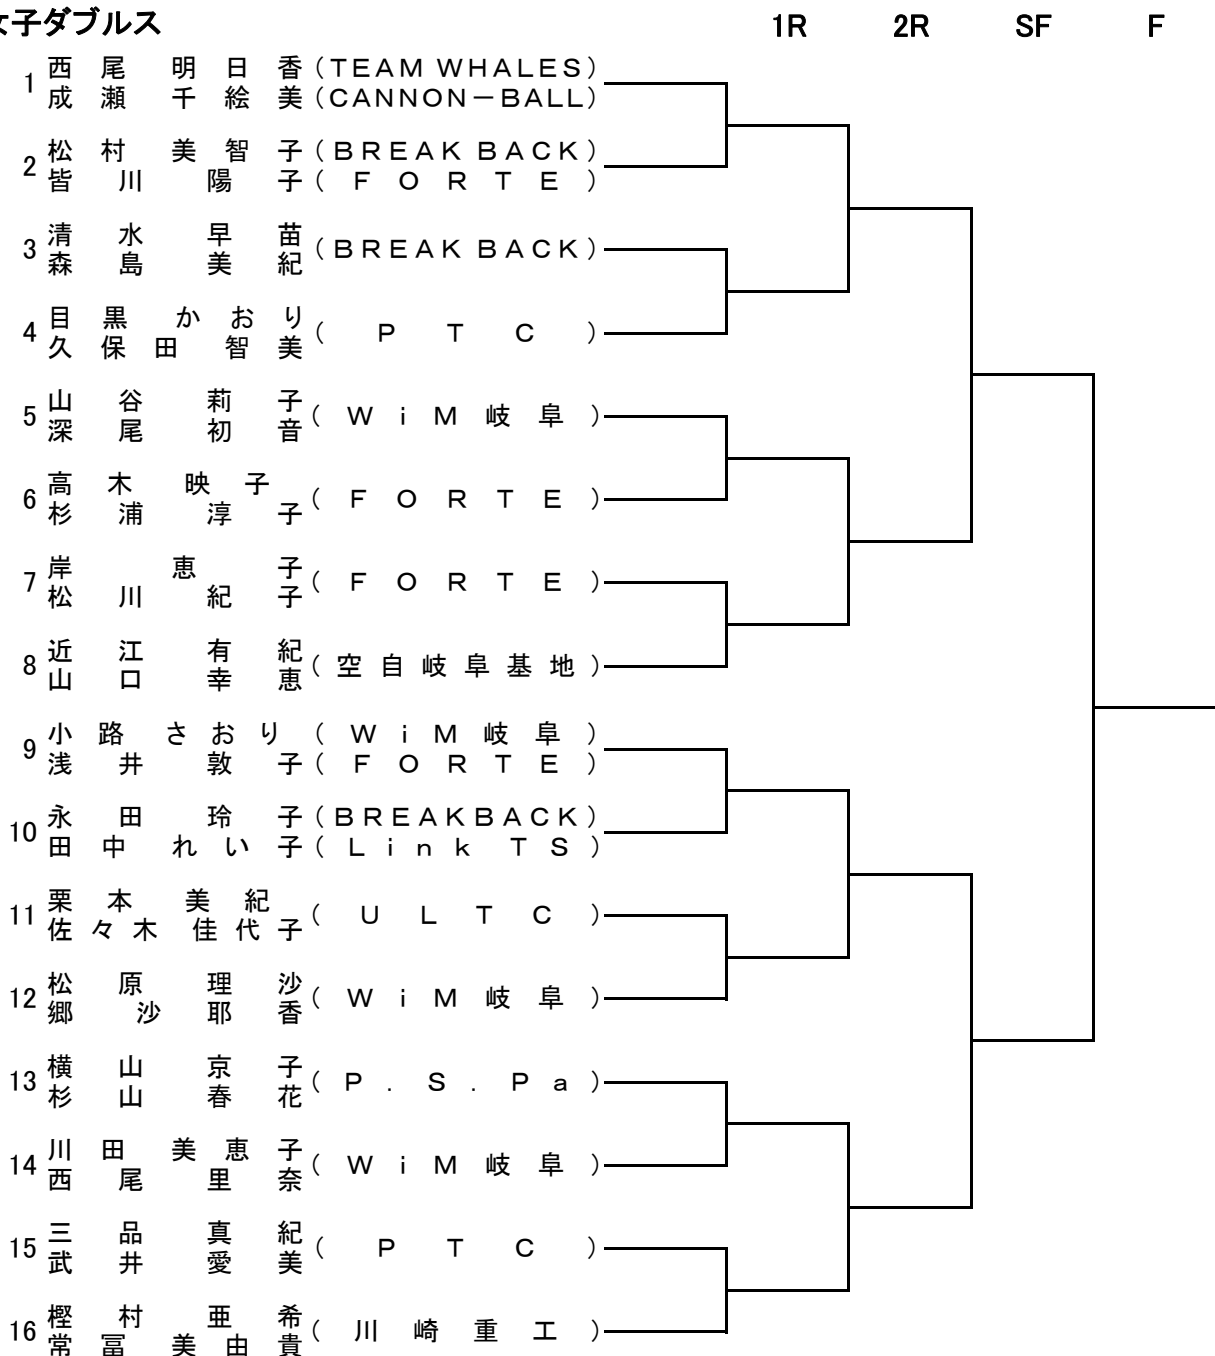 女子ダブルス 1R 2R SF F
1 西尾 明日香 (TEAM WHALES)
成瀬 千絵美 (CANNON－BALL)
2 松村 美智子 (BREAK BACK)
皆川 陽子 (FORTE)
3 清水 早苗 (BREAK BACK)
森島 美紀
4 目黒 かおり (PTC)
久保田 智美
5 山谷 莉子 (WiM岐阜)
深尾 初音
6 高木 映子 (FORTE)
杉浦 淳子
7 岸 恵子 (FORTE)
松川 紀子
8 近江 有紀 (空自岐阜基地)
山口 幸恵
9 小路 さおり (WiM岐阜)
浅井 敦子 (FORTE)
10 永田 玲子 (BREAKBACK)
田中 れい子 (Link TS)
11 栗本 美紀 (ULTC)
佐々木 佳代子
12 松原 理沙 (WiM岐阜)
郷 沙耶香
13 横山 京子 (P.S.Pa)
杉山 春花
14 川田 美恵子 (WiM岐阜)
西尾 里奈
15 三品 真紀 (PTC)
武井 愛美
16 樫村 亜希 (川崎重工)
常冨 美由貴